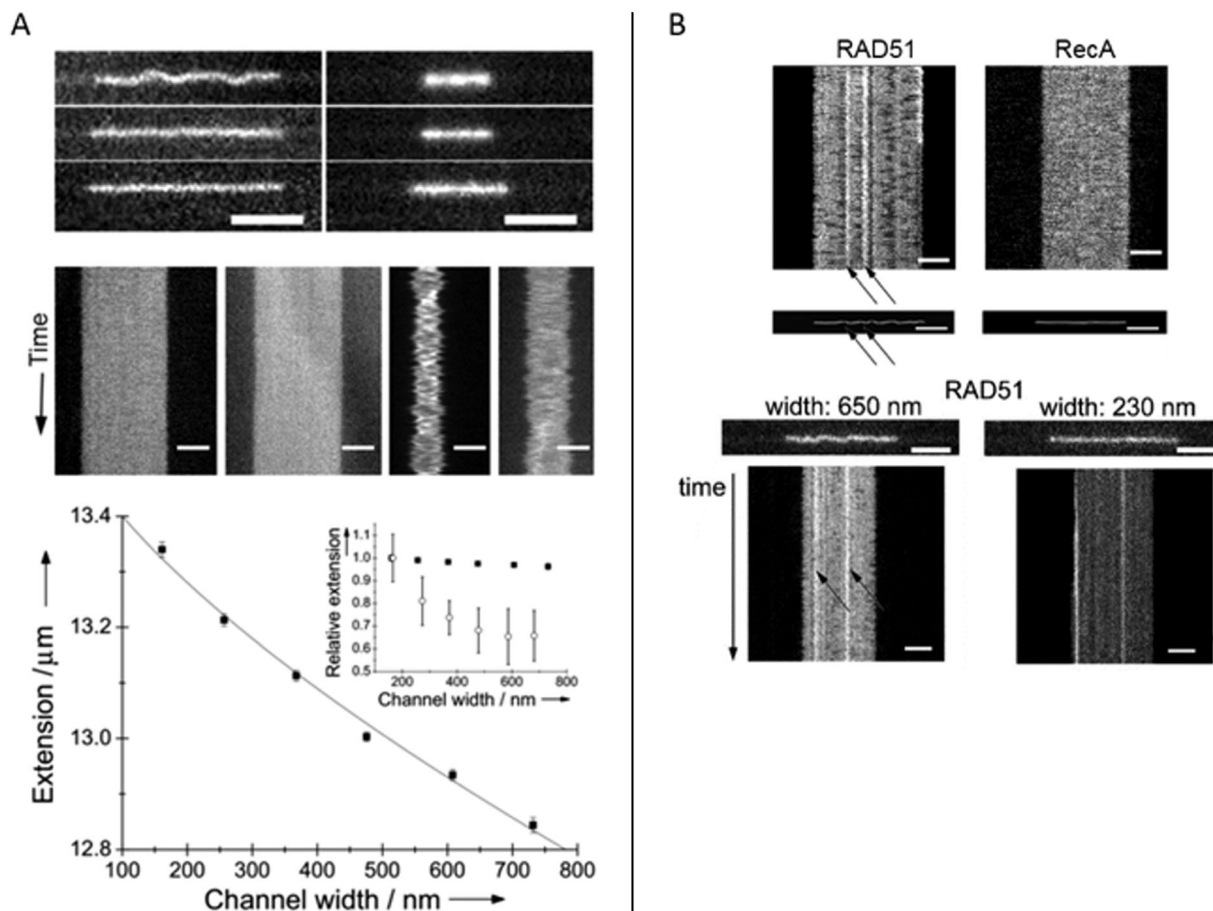 A
Time
Extension /μm
13.4
13.2
13.0
12.8
100 200 300 400 500 600 700 800
Channel width / nm
Relative extension
1.1
1.0
0.9
0.8
0.7
0.6
0.5
200 400 600 800
Channel width / nm
B
RAD51 RecA
RAD51
width: 650 nm width: 230 nm
time